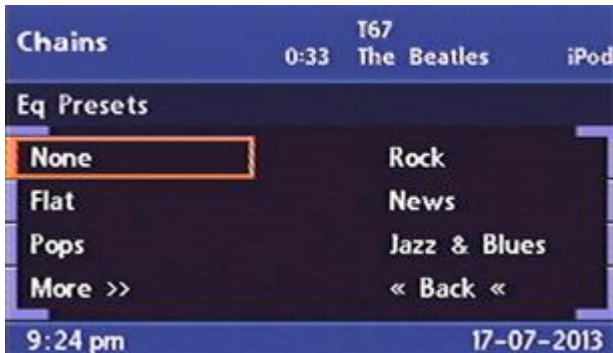 Chains
T67
0:33 The Beatles iPod
Eq Presets
None Rock
Flat News
Pops Jazz & Blues
More >> « Back «
9:24 pm 17-07-2013